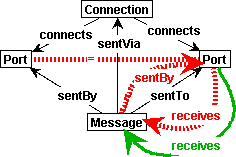 Connection
connects
connects
sentVia
Port
=
Port
sentBy
sentBy
sentTo
Message
receives
receives